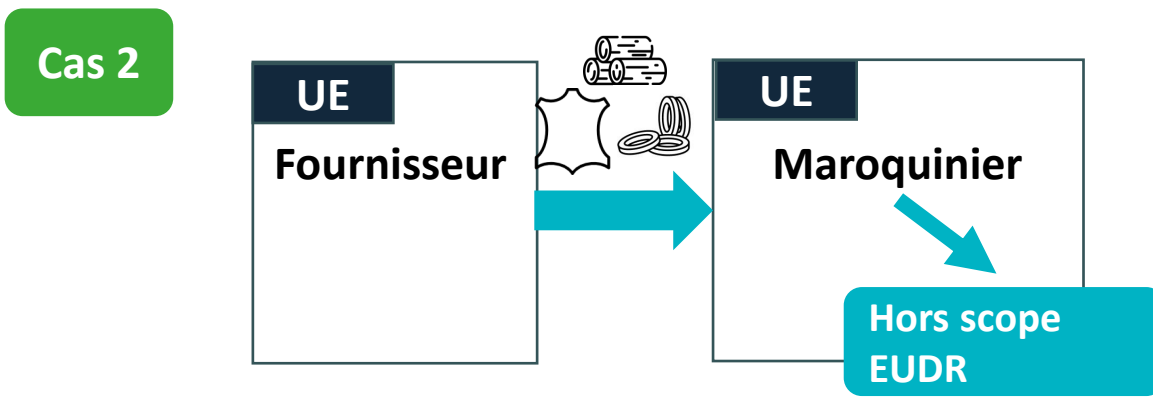 Cas 2
UE
Fournisseur
UE
Maroquinier
Hors scope
EUDR